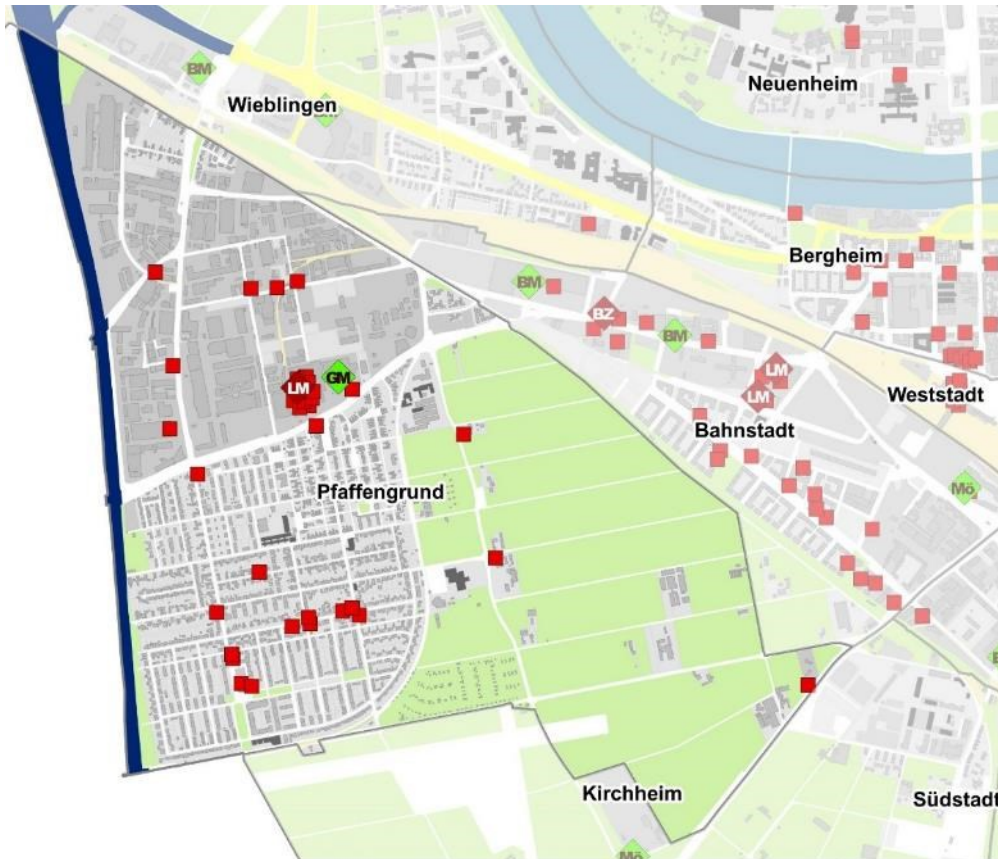 BM
Wieblingen
Neuenheim
Bergheim
BM
BZ
BM
LM
LM
GM
LM
Weststadt
Bahnstadt
Mö
Pfaffengrund
Kirchheim
Südstadt
Mö